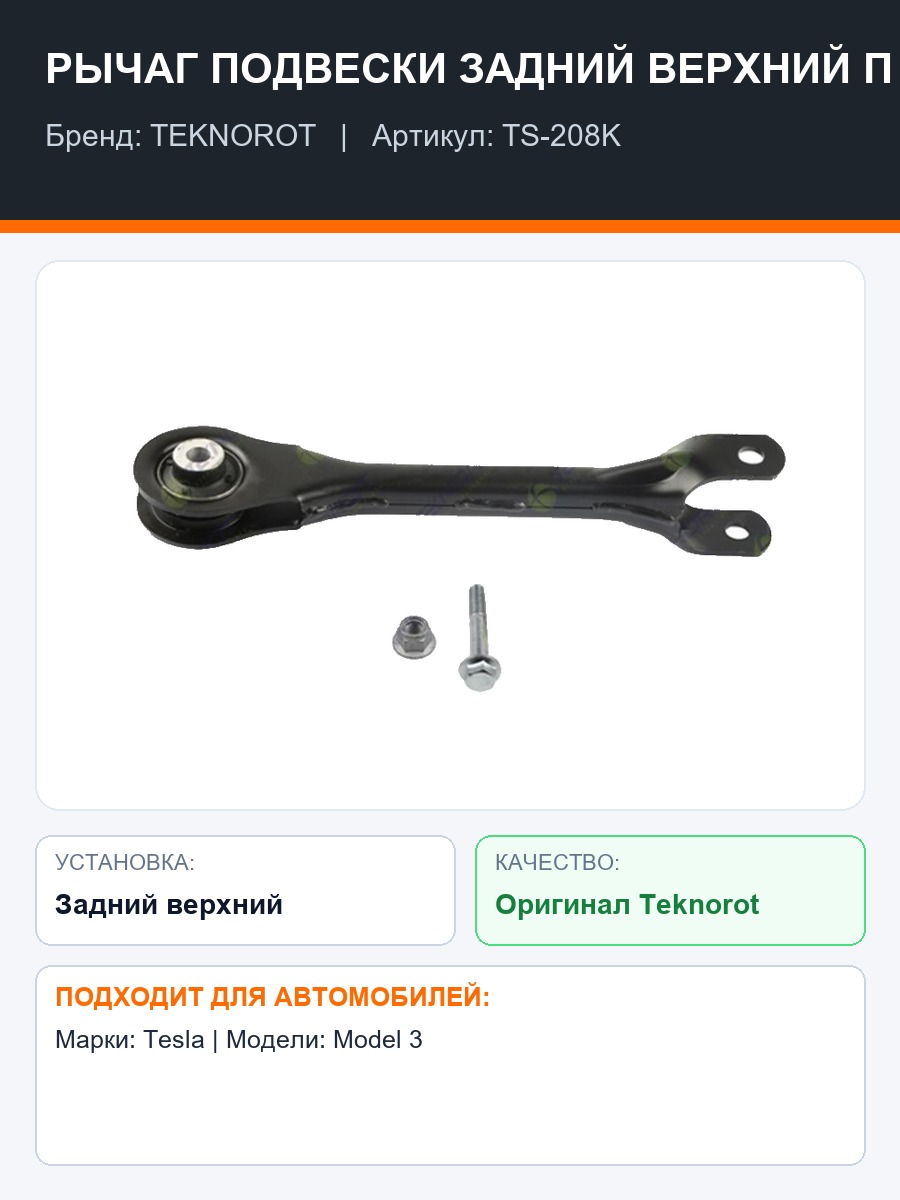 РЫЧАГ ПОДВЕСКИ ЗАДНИЙ ВЕРХНИЙ П
Бренд: TEKNOROT | Артикул: TS-208K
УСТАНОВКА:
Задний верхний
КАЧЕСТВО:
Оригинал Teknorot
ПОДХОДИТ ДЛЯ АВТОМОБИЛЕЙ:
Марки: Tesla | Модели: Model 3